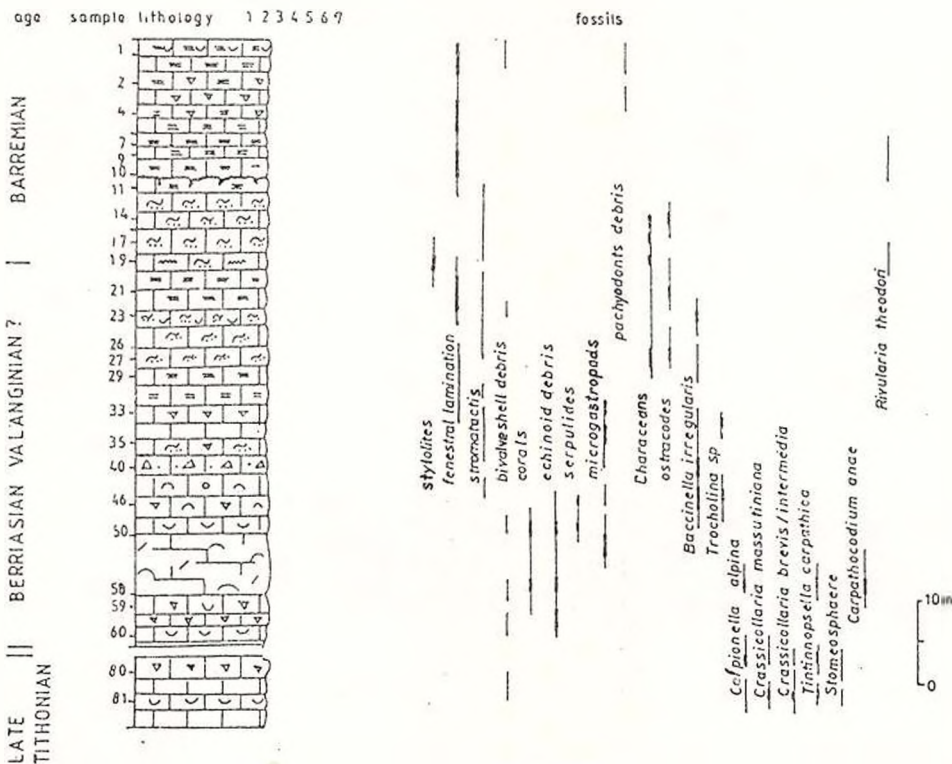 age sample lithology 1 2 3 4 5 6 7 fossils
BARREMIAN
BERRIASIAN VALANGINIAN ?
LATE
TITHONIAN
1
2
4
7
9
10
11
14
17
19
21
23
26
27
29
33
35
40
46
50
58
59
60
80
81
stylolites
fenestral lamination
stromatactis
bivalveshell debris
corals
echinoid debris
serpulides
microgastropads
pachyodonts debris
Characeans
ostracodes
Baccinella irregularis
Trocholina sp
Calpionella alpina
Crassicollaria massutiniana
Crassicollaria brevis/intermédia
Tintinnopsella carpathica
Stomeosphaere
Carpathocodium anae
Rivularia theodori
10m
0